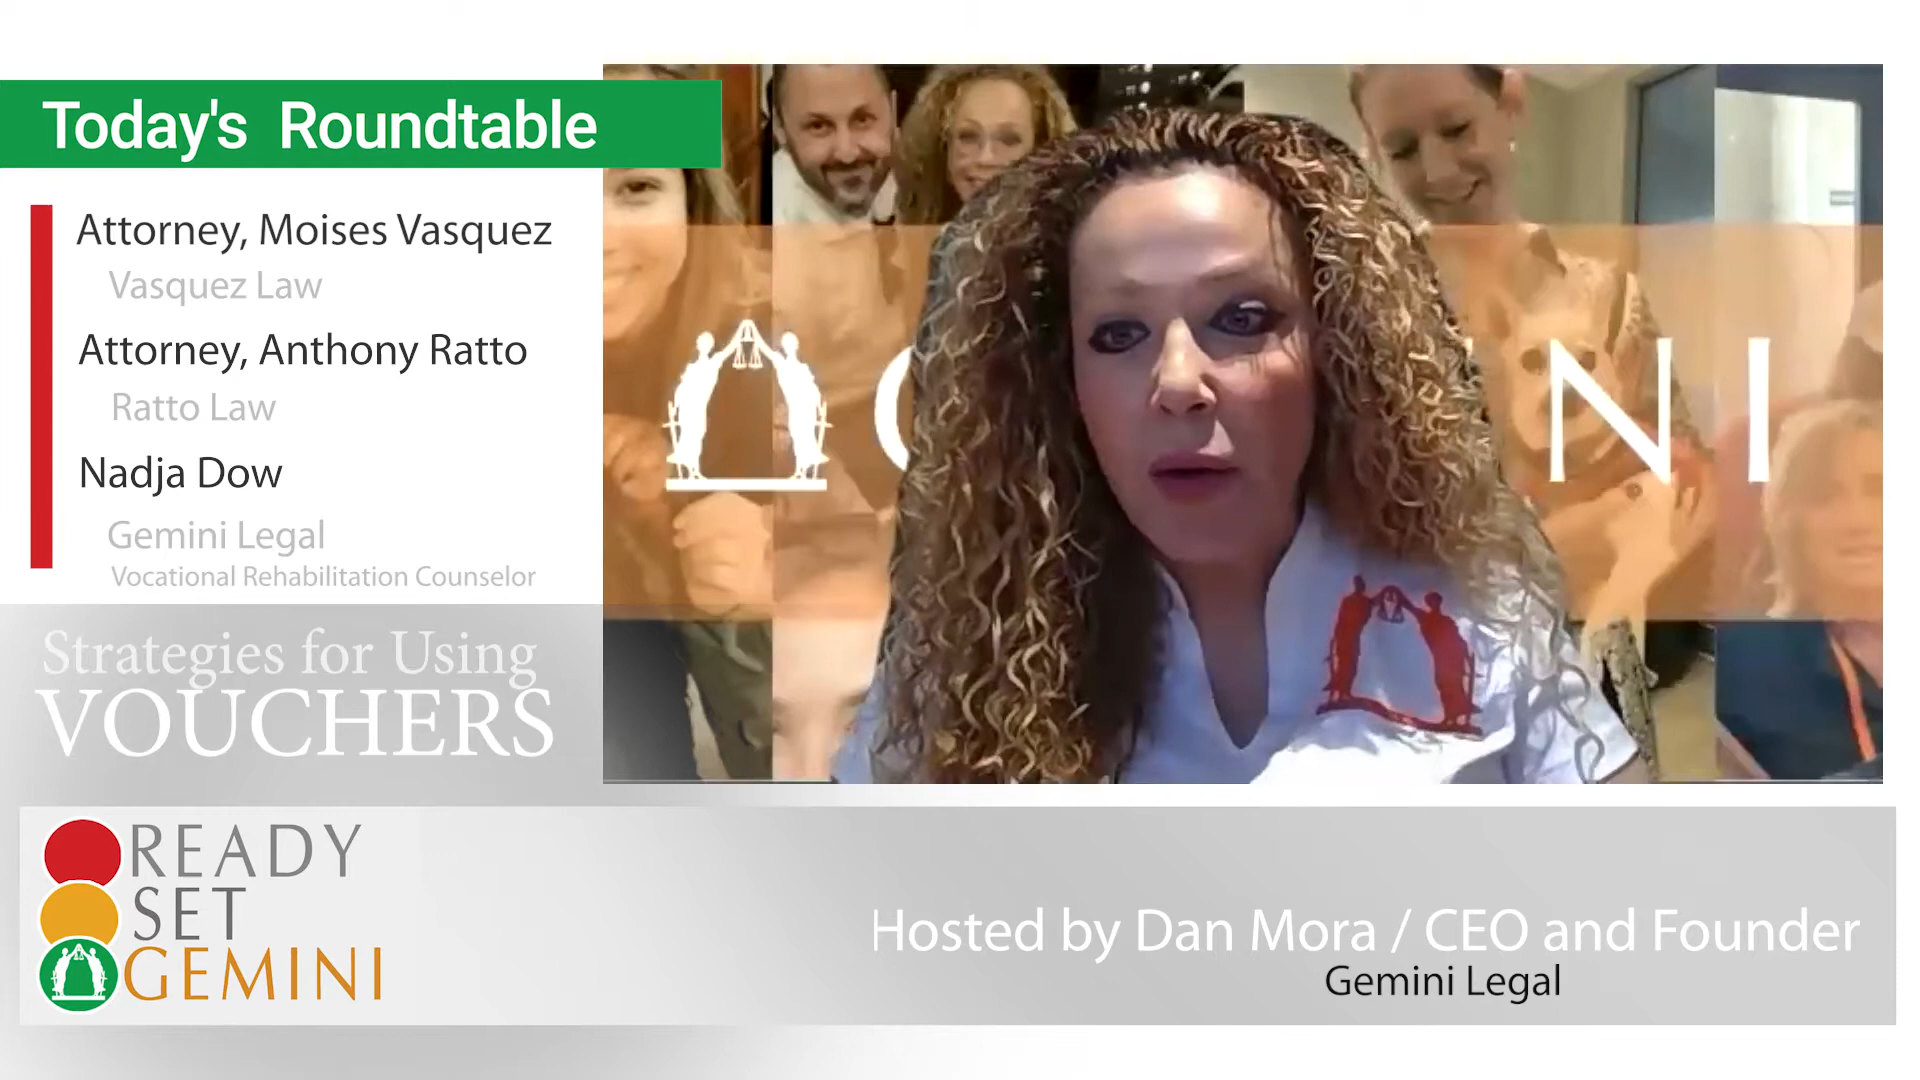 Today's Roundtable
Attorney, Moises Vasquez
Vasquez Law
Attorney, Anthony Ratto
Ratto Law
Nadja Dow
Gemini Legal
Vocational Rehabilitation Counselor
Strategies for Using
VOUCHERS
NI
READY
SET
GEMINI
Hosted by Dan Mora / CEO and Founder
Gemini Legal